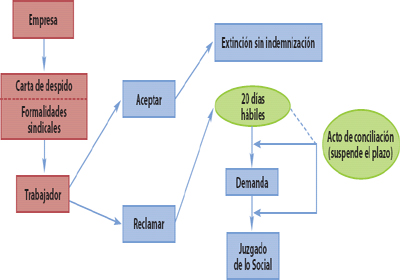 Empresa
Carta de despido
Formalidades
sindicales
Trabajador
Aceptar
Reclamar
Extinción sin indemnización
20 días
hábiles
Acto de conciliación
(suspende el plazo)
Demanda
Juzgado
de lo Social